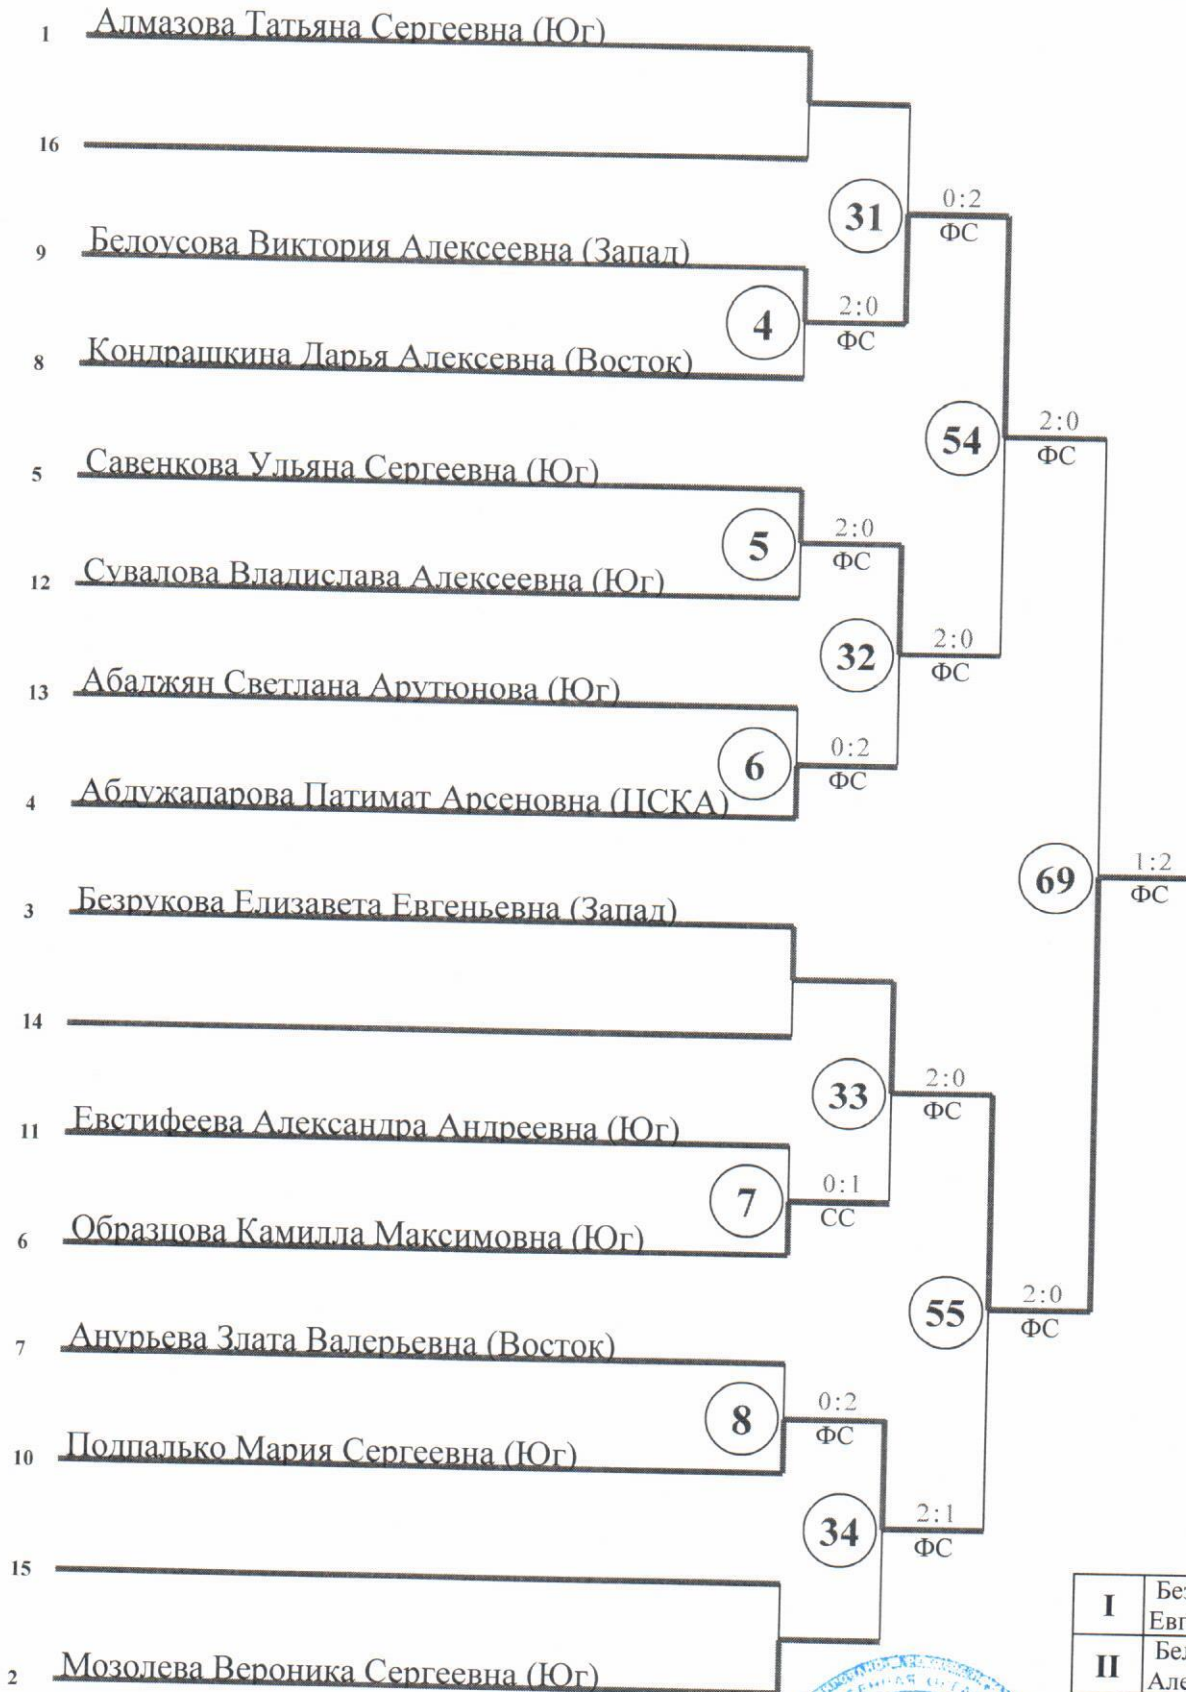 1 Алмазова Татьяна Сергеевна (Юг)
16
31
0:2
ФС
9 Белоусова Виктория Алексеевна (Запад)
4
2:0
ФС
8 Кондрашкина Дарья Алексевна (Восток)
54
2:0
ФС
5 Савенкова Ульяна Сергеевна (Юг)
5
2:0
ФС
12 Сувалова Владислава Алексеевна (Юг)
32
2:0
ФС
13 Абаджян Светлана Арутюнова (Юг)
6
0:2
ФС
4 Абдужапарова Патимат Арсеновна (ЦСКА)
69
1:2
ФС
3 Безрукова Елизавета Евгеньевна (Запад)
14
33
2:0
ФС
11 Евстифеева Александра Андреевна (Юг)
7
0:1
СС
6 Образцова Камилла Максимовна (Юг)
55
2:0
ФС
7 Анурьева Злата Валерьевна (Восток)
8
0:2
ФС
10 Подпалько Мария Сергеевна (Юг)
34
2:1
ФС
15
2 Мозолева Вероника Сергеевна (Юг)
I Без
Евг
II Бел
Але